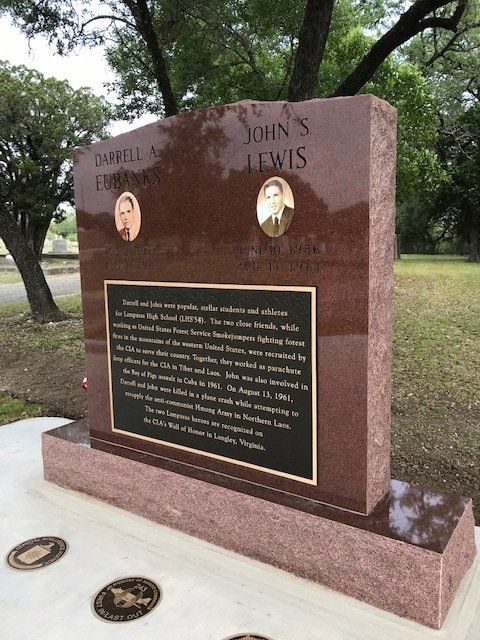 DARRELL A.
EUBANKS
JOHN S.
LEWIS
JUNE 10, 1936
AUG. 13, 1961
Darrell and John were popular, stellar students and athletes
for Lampasas High School (LHS'54). The two close friends, while
working as United States Forest Service Smokejumpers fighting forest
fires in the mountains of the western United States, were recruited by
the CIA to serve their country. Together, they worked as parachute
drop officers for the CIA in Tibet and Laos. John was also involved in
the Bay of Pigs assault in Cuba in 1961. On August 13, 1961,
Darrell and John were killed in a plane crash while attempting to
resupply the anti-communist Hmong Army in Northern Laos.
The two Lampasas heroes are recognized on
the CIA's Wall of Honor in Langley, Virginia.
LAST OUT